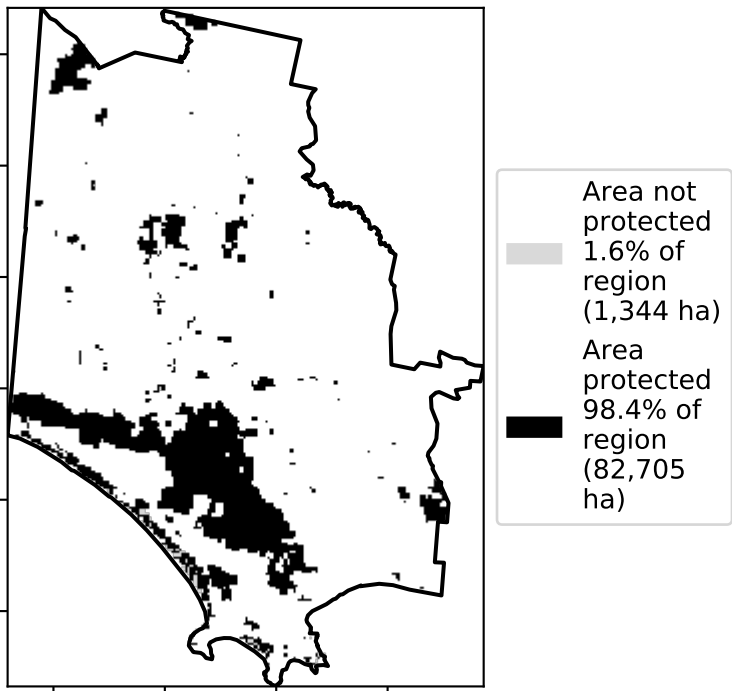 Area not
protected
1.6% of
region
(1,344 ha)
Area
protected
98.4% of
region
(82,705
ha)